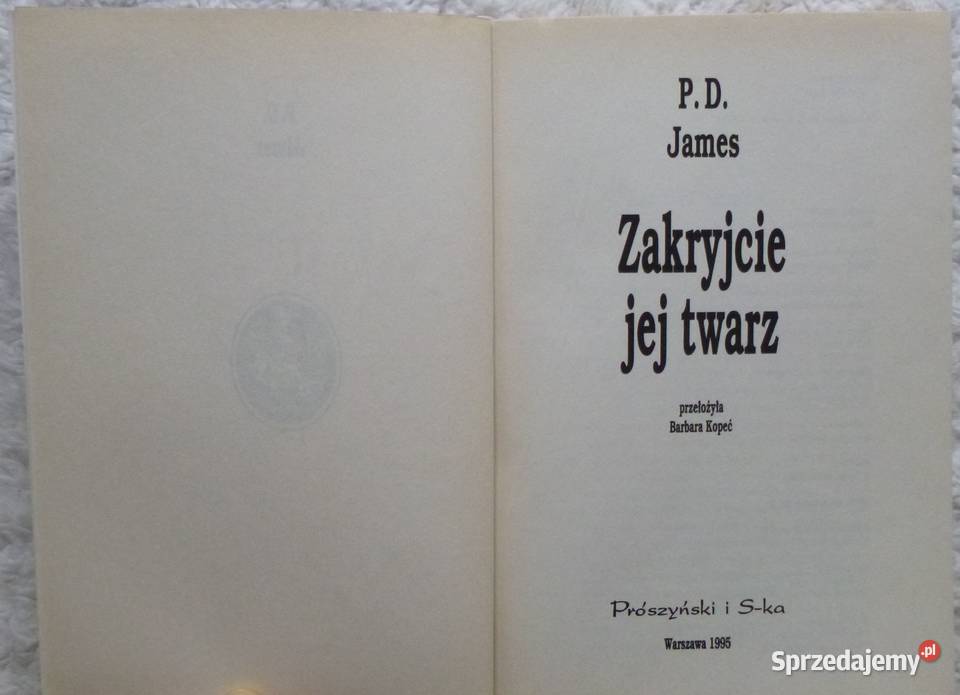 P. D.
James
Zakryjcie
jej twarz
przełożyła
Barbara Kopeć
Prószyński i S-ka
Warszawa 1995
Sprzedajemy.pl